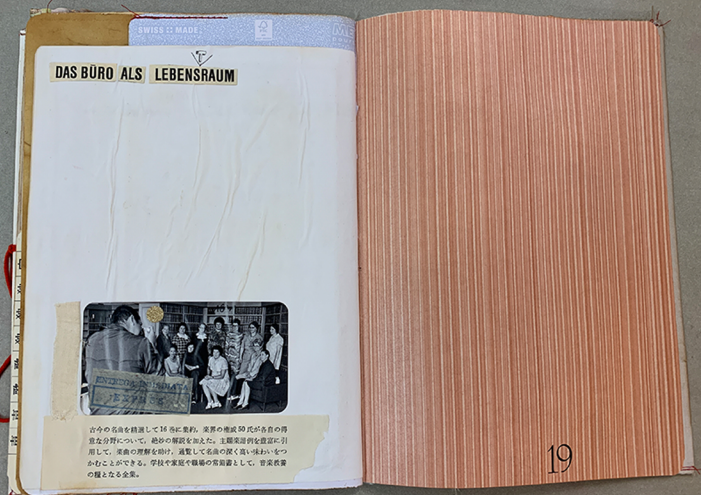 SWISS MADE.
FSC
T
DAS BÜRO ALS LEBENSRAUM
古今の名曲を精選して16巻に集約，楽界の権威50氏が各自の得
意な分野について，絶妙の解説を加えた。主題楽譜例を豊富に引
用して，楽曲の理解を助け，通覧して名曲の深く高い味わいをつ
かむことができる。学校や家庭や職場の常備書として，音楽教養
の糧となる全集。
19